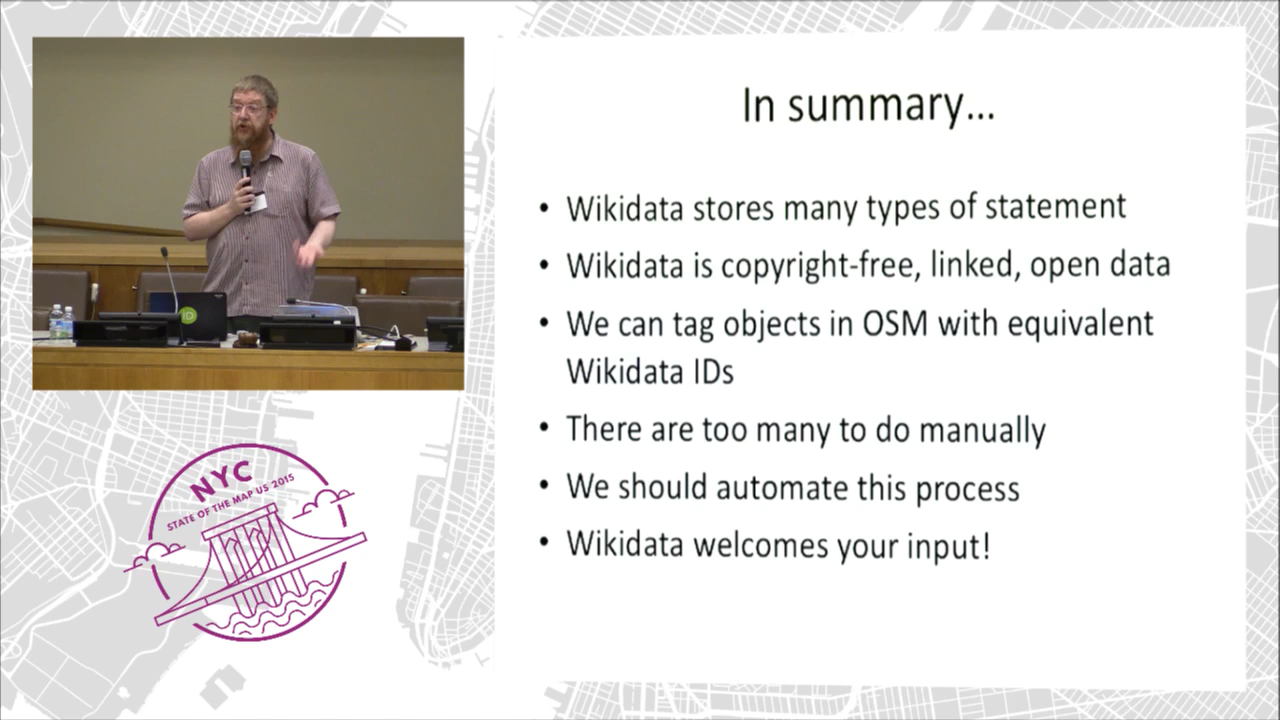 In summary...
• Wikidata stores many types of statement
• Wikidata is copyright-free, linked, open data
• We can tag objects in OSM with equivalent
Wikidata IDs
• There are too many to do manually
• We should automate this process
• Wikidata welcomes your input!
iD
NYC
STATE OF THE MAP US 2015